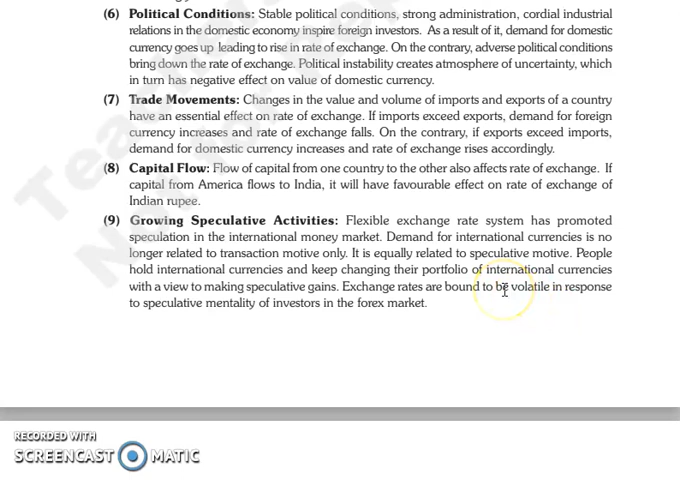 (6) Political Conditions: Stable political conditions, strong administration, cordial industrial
relations in the domestic economy inspire foreign investors. As a result of it, demand for domestic
currency goes up leading to rise in rate of exchange. On the contrary, adverse political conditions
bring down the rate of exchange. Political instability creates atmosphere of uncertainty, which
in turn has negative effect on value of domestic currency.
(7) Trade Movements: Changes in the value and volume of imports and exports of a country
have an essential effect on rate of exchange. If imports exceed exports, demand for foreign
currency increases and rate of exchange falls. On the contrary, if exports exceed imports,
demand for domestic currency increases and rate of exchange rises accordingly.
(8) Capital Flow: Flow of capital from one country to the other also affects rate of exchange. If
capital from America flows to India, it will have favourable effect on rate of exchange of
Indian rupee.
(9) Growing Speculative Activities: Flexible exchange rate system has promoted
speculation in the international money market. Demand for international currencies is no
longer related to transaction motive only. It is equally related to speculative motive. People
hold international currencies and keep changing their portfolio of international currencies
with a view to making speculative gains. Exchange rates are bound to be volatile in response
to speculative mentality of investors in the forex market.
RECORDED WITH
SCREENCAST MATIC